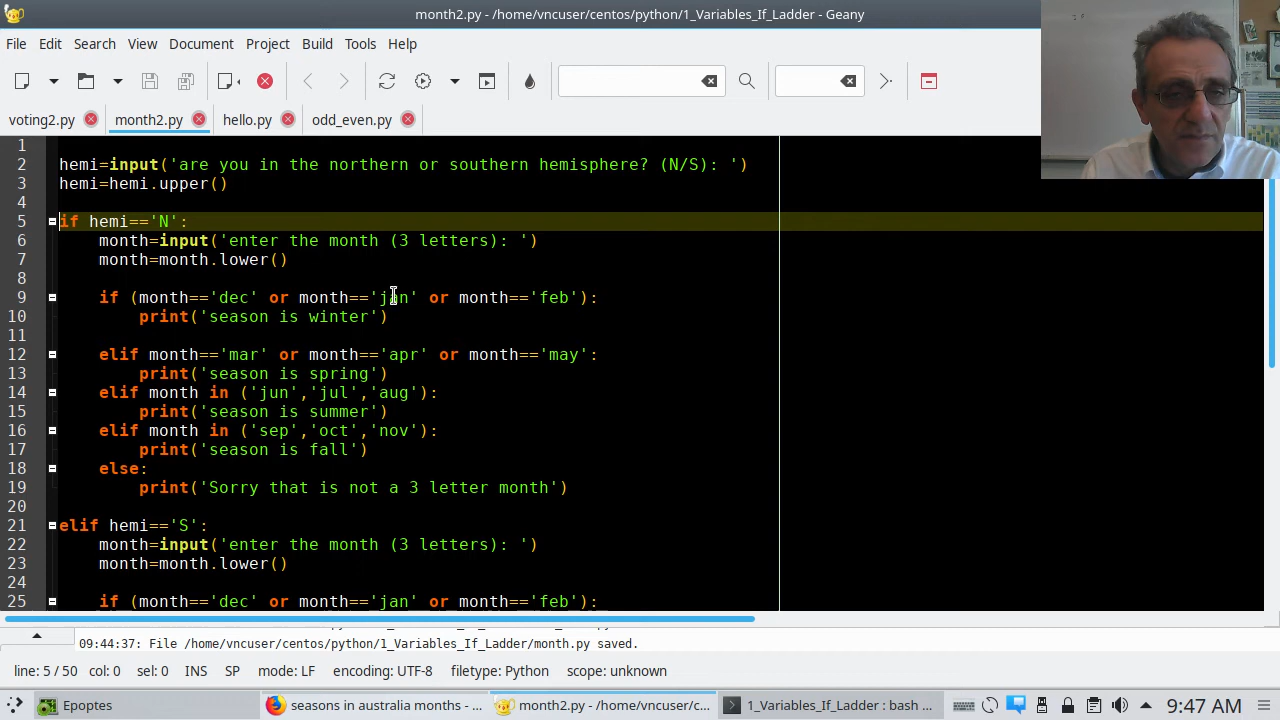 month2.py - /home/vncuser/centos/python/1_Variables_If_Ladder - Geany
File Edit Search View Document Project Build Tools Help
voting2.py month2.py hello.py odd_even.py
1
2 hemi=input('are you in the northern or southern hemisphere? (N/S): ')
3 hemi=hemi.upper()
4
5 if hemi=='N':
6 month=input('enter the month (3 letters): ')
7 month=month.lower()
8
9 if (month=='dec' or month=='jan' or month=='feb'):
10 print('season is winter')
11
12 elif month=='mar' or month=='apr' or month=='may':
13 print('season is spring')
14 elif month in ('jun','jul','aug'):
15 print('season is summer')
16 elif month in ('sep','oct','nov'):
17 print('season is fall')
18 else:
19 print('Sorry that is not a 3 letter month')
20
21 elif hemi=='S':
22 month=input('enter the month (3 letters): ')
23 month=month.lower()
24
25 if (month=='dec' or month=='jan' or month=='feb'):
09:44:37: File /home/vncuser/centos/python/1_Variables_If_Ladder/month.py saved.
line: 5 / 50 col: 0 sel: 0 INS SP mode: LF encoding: UTF-8 filetype: Python scope: unknown
Epoptes seasons in australia months - ... month2.py - /home/vncuser/c... 1_Variables_If_Ladder : bash ... 9:47 AM